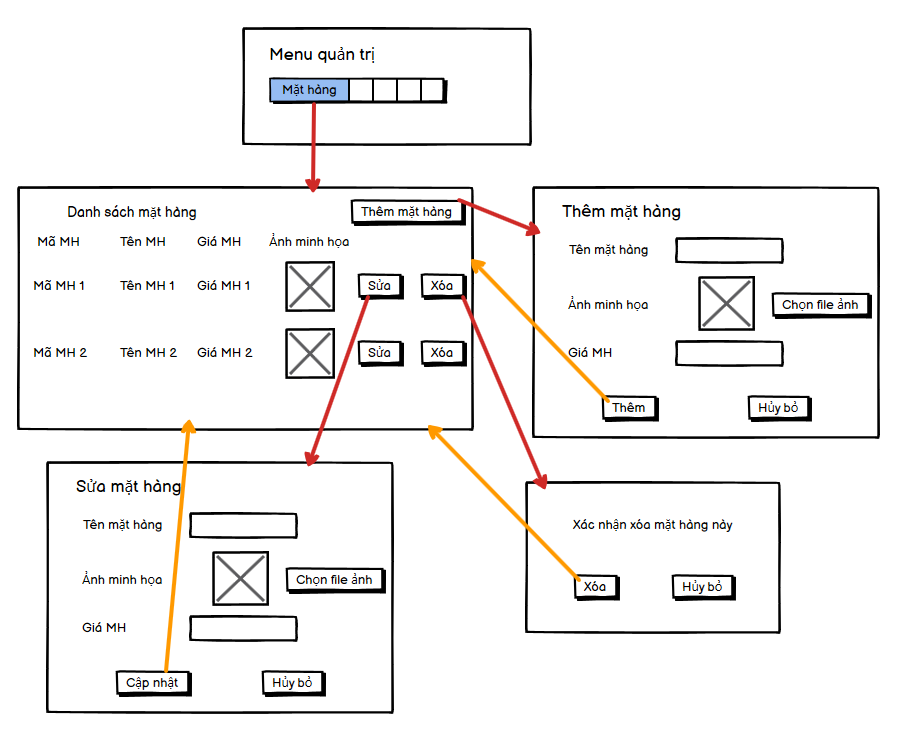 Menu quản trị
Mặt hàng
Danh sách mặt hàng
Thêm mặt hàng
Mã MH Tên MH Giá MH Ảnh minh họa
Mã MH 1 Tên MH 1 Giá MH 1 Sửa Xóa
Mã MH 2 Tên MH 2 Giá MH 2 Sửa Xóa
Thêm mặt hàng
Tên mặt hàng
Ảnh minh họa Chọn file ảnh
Giá MH
Thêm Hủy bỏ
Sửa mặt hàng
Tên mặt hàng
Ảnh minh họa Chọn file ảnh
Giá MH
Cập nhật Hủy bỏ
Xác nhận xóa mặt hàng này
Xóa Hủy bỏ